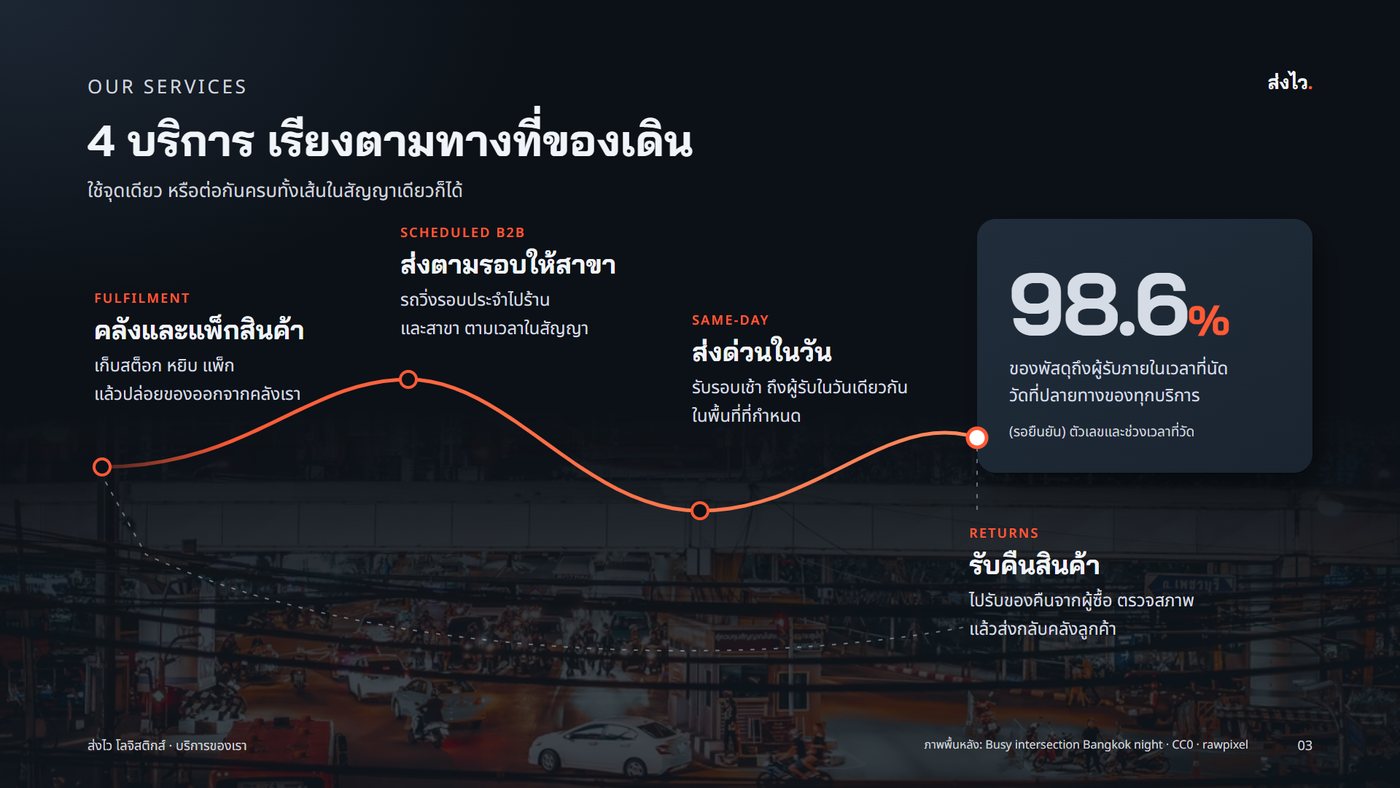 OUR SERVICES
ส่งไว.
4 บริการ เรียงตามทางที่ของเดิน
ใช้จุดเดียว หรือต่อกันครบทั้งเส้นในสัญญาเดียวก็ได้
FULFILMENT
คลังและแพ็กสินค้า
เก็บสต็อก หยิบ แพ็ก
แล้วปล่อยของออกจากคลังเรา
SCHEDULED B2B
ส่งตามรอบให้สาขา
รถวิ่งรอบประจำไปร้าน
และสาขา ตามเวลาในสัญญา
SAME-DAY
ส่งด่วนในวัน
รับรอบเช้า ถึงผู้รับในวันเดียวกัน
ในพื้นที่ที่กำหนด
98.6%
ของพัสดุถึงผู้รับภายในเวลาที่นัด
วัดที่ปลายทางของทุกบริการ
(รอยืนยัน) ตัวเลขและช่วงเวลาที่วัด
RETURNS
รับคืนสินค้า
ไปรับของคืนจากผู้ซื้อ ตรวจสภาพ
แล้วส่งกลับคลังลูกค้า
ถ.เพชรบุรี
ส่งไว โลจิสติกส์ · บริการของเรา
ภาพพื้นหลัง: Busy intersection Bangkok night · CC0 · rawpixel
03